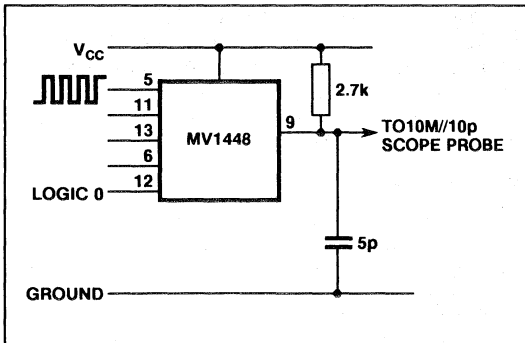 VCC
5
11
13
6
12
LOGIC 0
MV1448
9
2.7k
TO10M//10p
SCOPE PROBE
5p
GROUND